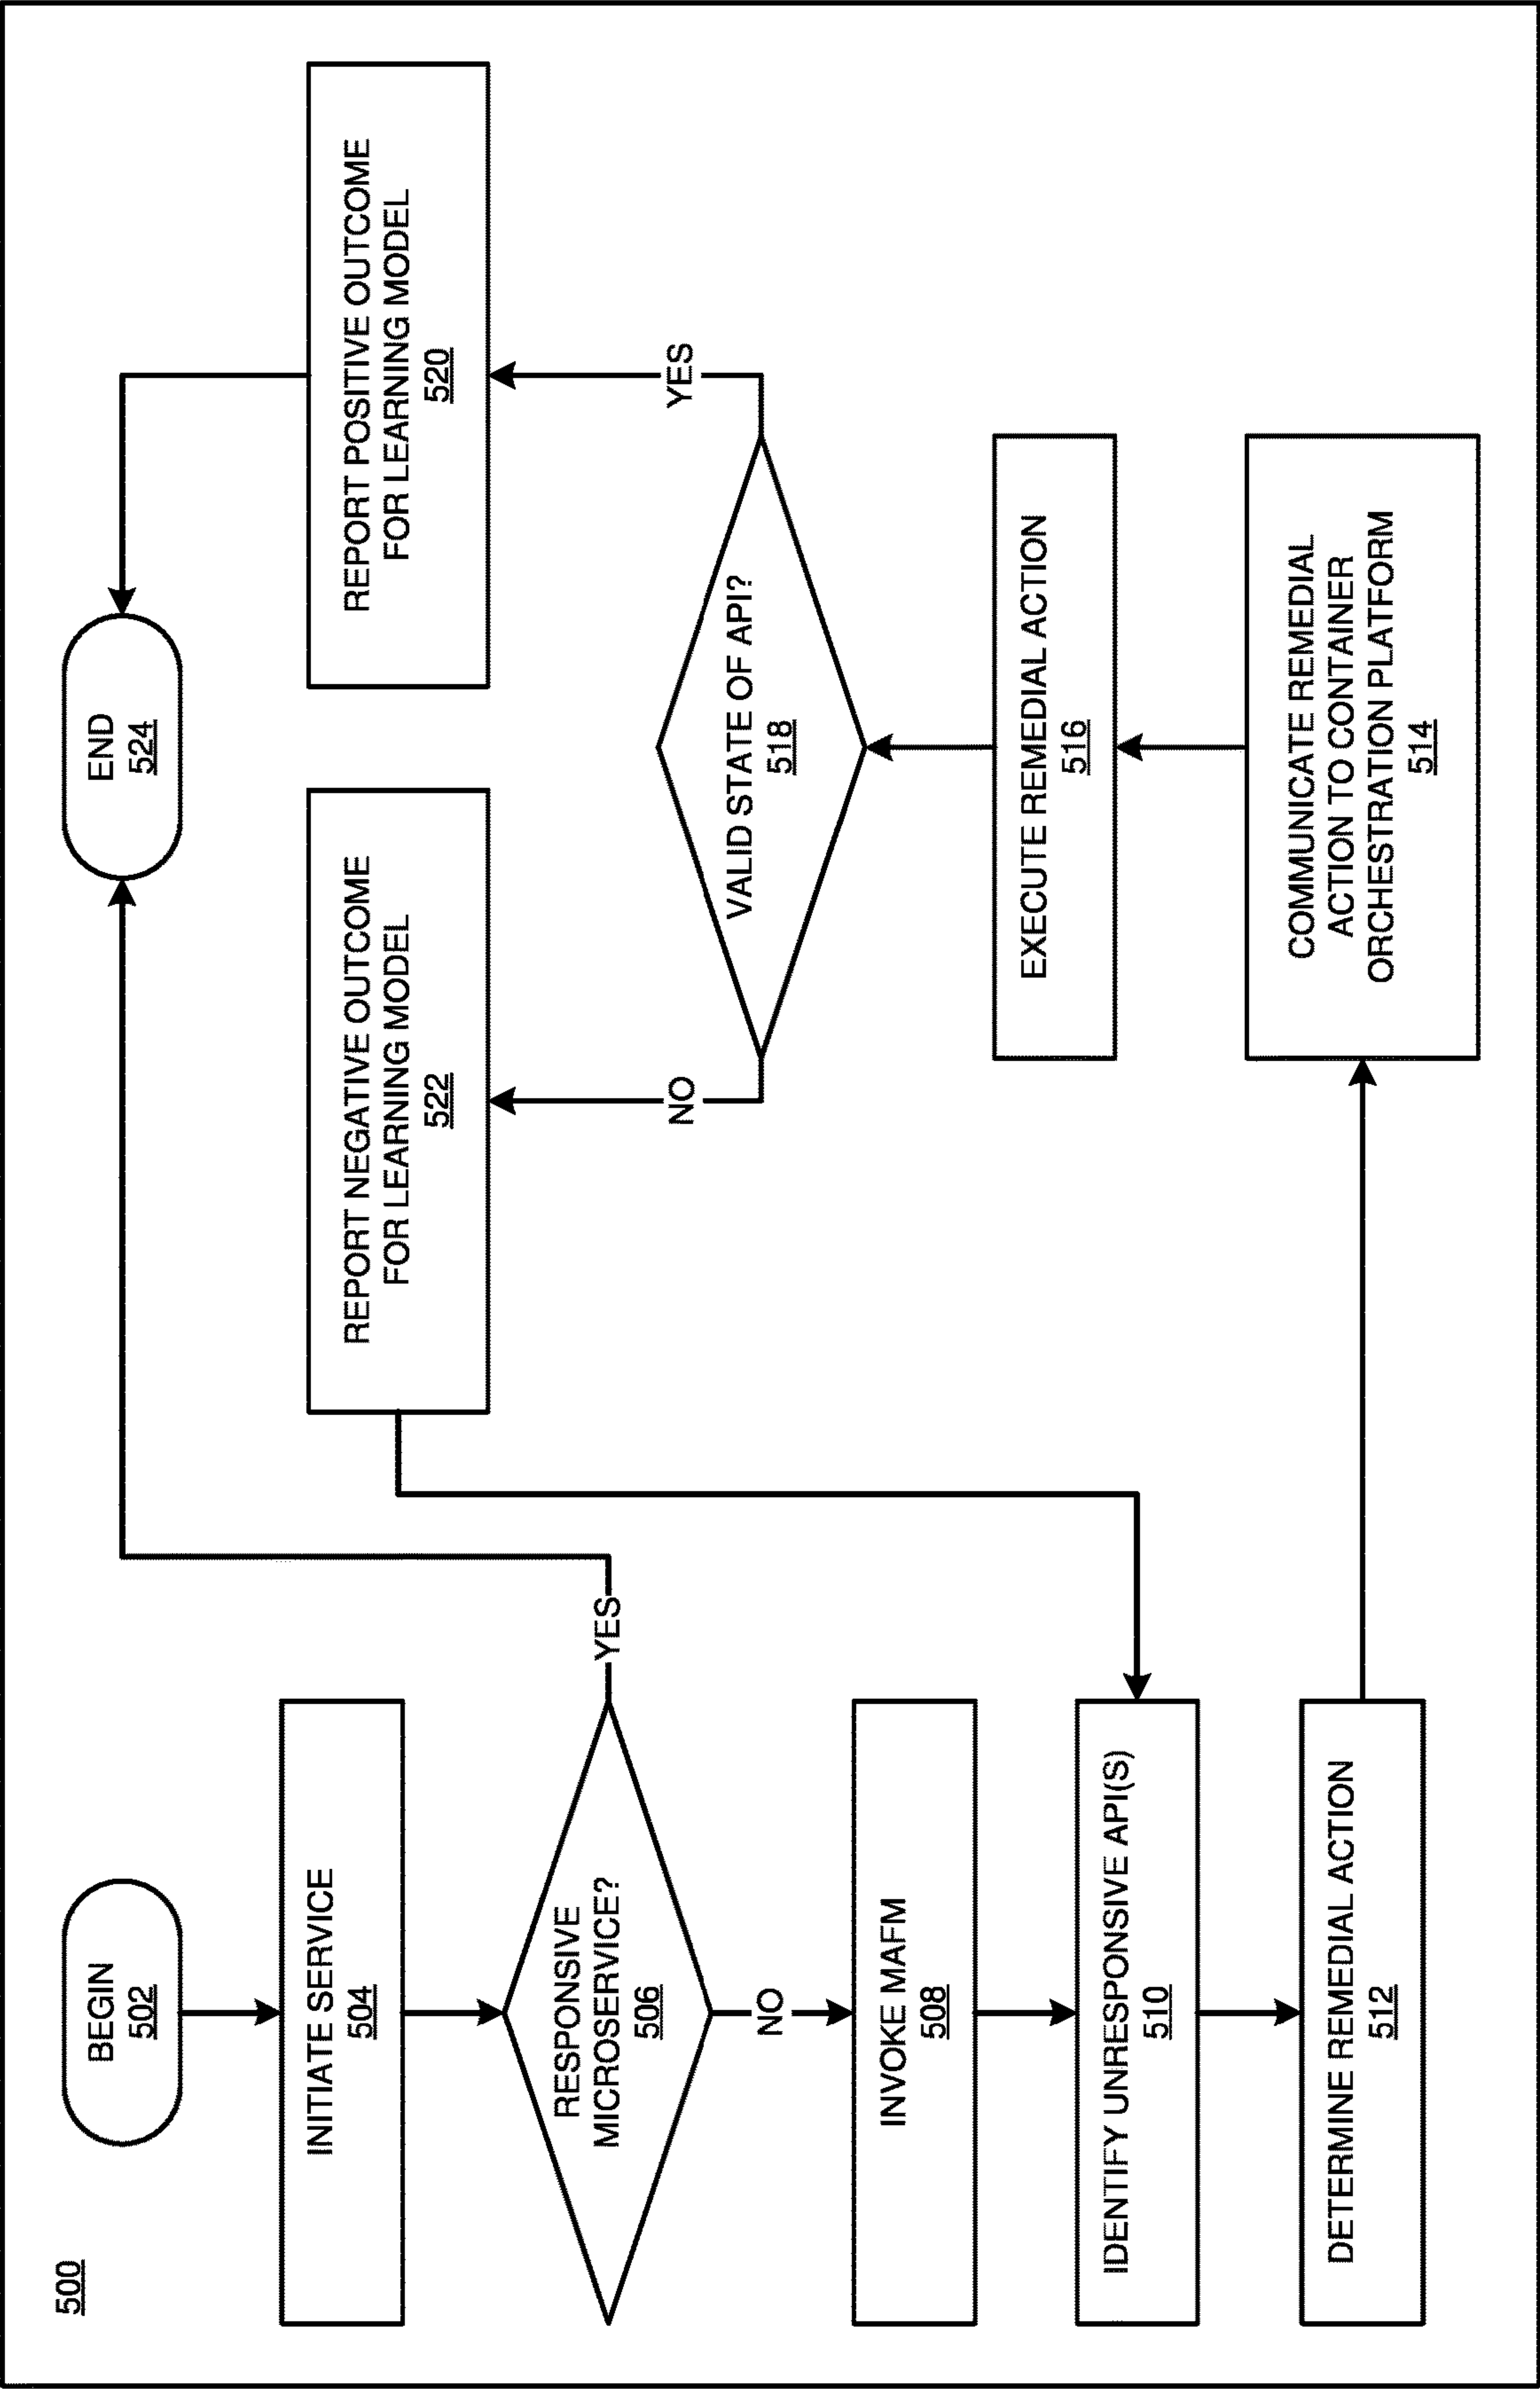 500
BEGIN
502
INITIATE SERVICE
504
RESPONSIVE
MICROSERVICE?
506
YES
NO
INVOKE MAFM
508
IDENTIFY UNRESPONSIVE API(S)
510
DETERMINE REMEDIAL ACTION
512
COMMUNICATE REMEDIAL
ACTION TO CONTAINER
ORCHESTRATION PLATFORM
514
EXECUTE REMEDIAL ACTION
516
VALID STATE OF API?
518
NO
YES
REPORT NEGATIVE OUTCOME
FOR LEARNING MODEL
522
REPORT POSITIVE OUTCOME
FOR LEARNING MODEL
520
END
524